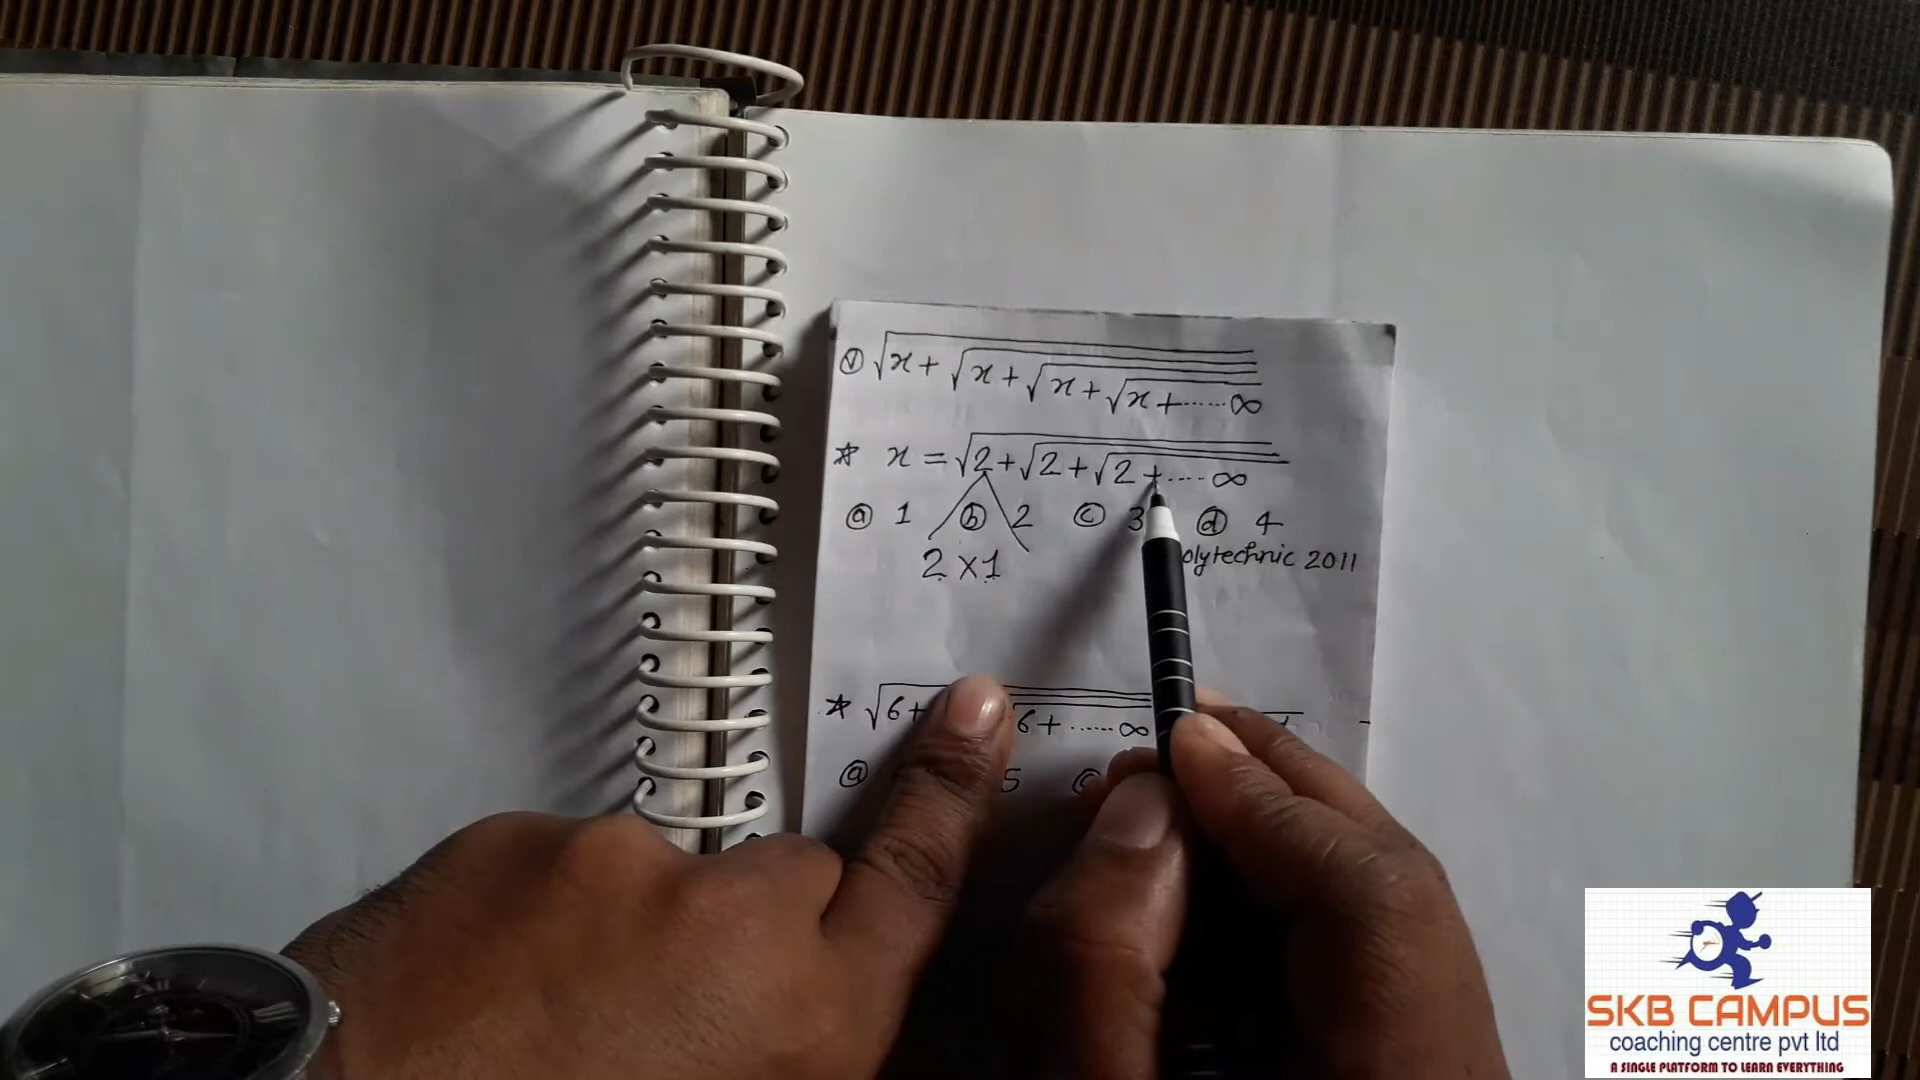 ⓥ √x + √x + √x + √x + ...... ∞
☆ x = √2 + √2 + √2 + .... ∞
ⓐ 1 ⓑ 2 ⓒ 3 ⓓ 4
2 × 1 olytechnic 2011
☆ √6 + 6 + ...... ∞
ⓐ 5 ⓒ
SKB CAMPUS
coaching centre pvt ltd
A SINGLE PLATFORM TO LEARN EVERYTHING